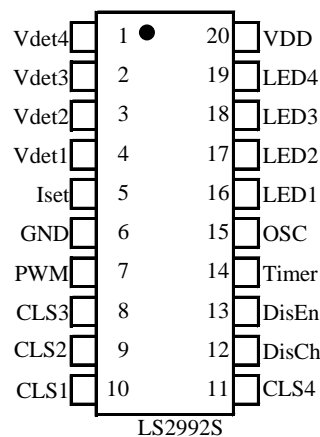 Vdet4 1 20 VDD
Vdet3 2 19 LED4
Vdet2 3 18 LED3
Vdet1 4 17 LED2
Iset 5 16 LED1
GND 6 15 OSC
PWM 7 14 Timer
CLS3 8 13 DisEn
CLS2 9 12 DisCh
CLS1 10 11 CLS4
LS2992S